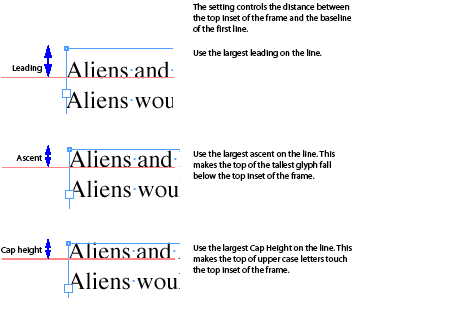 The setting controls the distance between
the top inset of the frame and the baseline
of the first line.
Use the largest leading on the line.
Leading
Aliens and
Aliens wou
Ascent
Aliens and
Aliens wou
Use the largest ascent on the line. This
makes the top of the tallest glyph fall
below the top inset of the frame.
Cap height
Aliens and
Aliens wou
Use the largest Cap Height on the line. This
makes the top of upper case letters touch
the top inset of the frame.